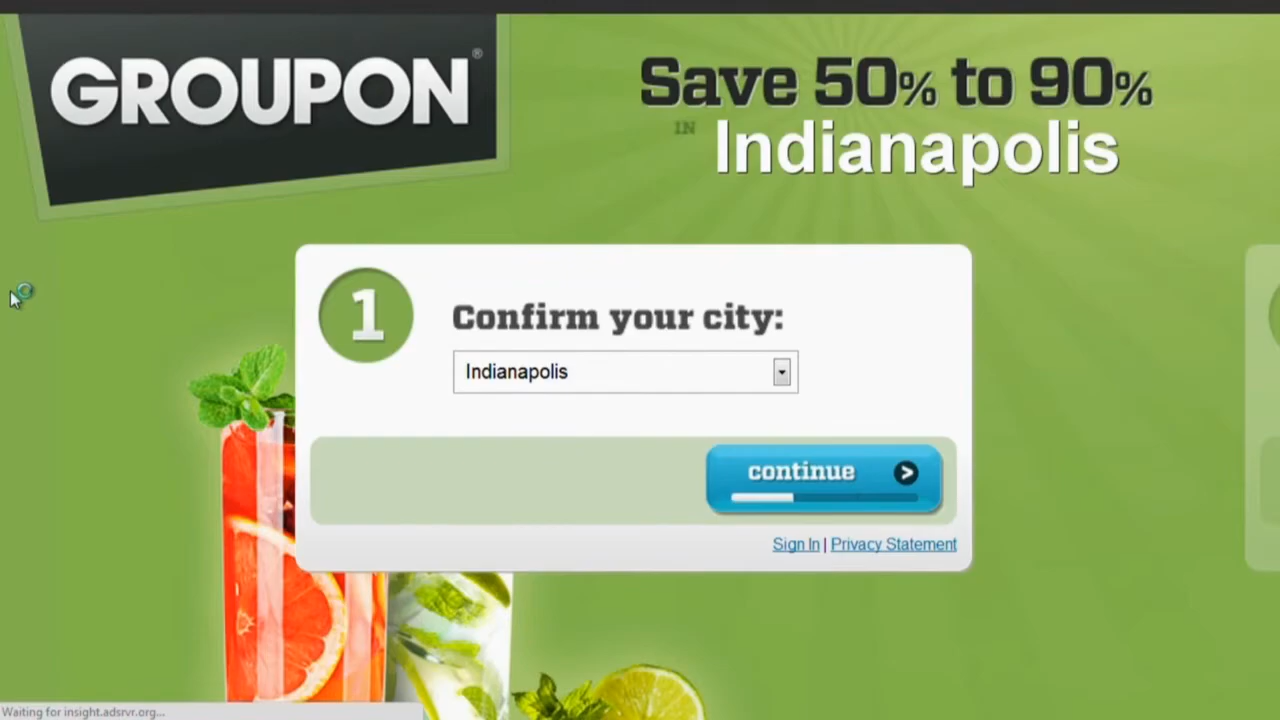 GROUPON®
Save 50% to 90%
IN
Indianapolis
1
Confirm your city:
Indianapolis
continue
Sign In | Privacy Statement
Waiting for insight.adsrvr.org...